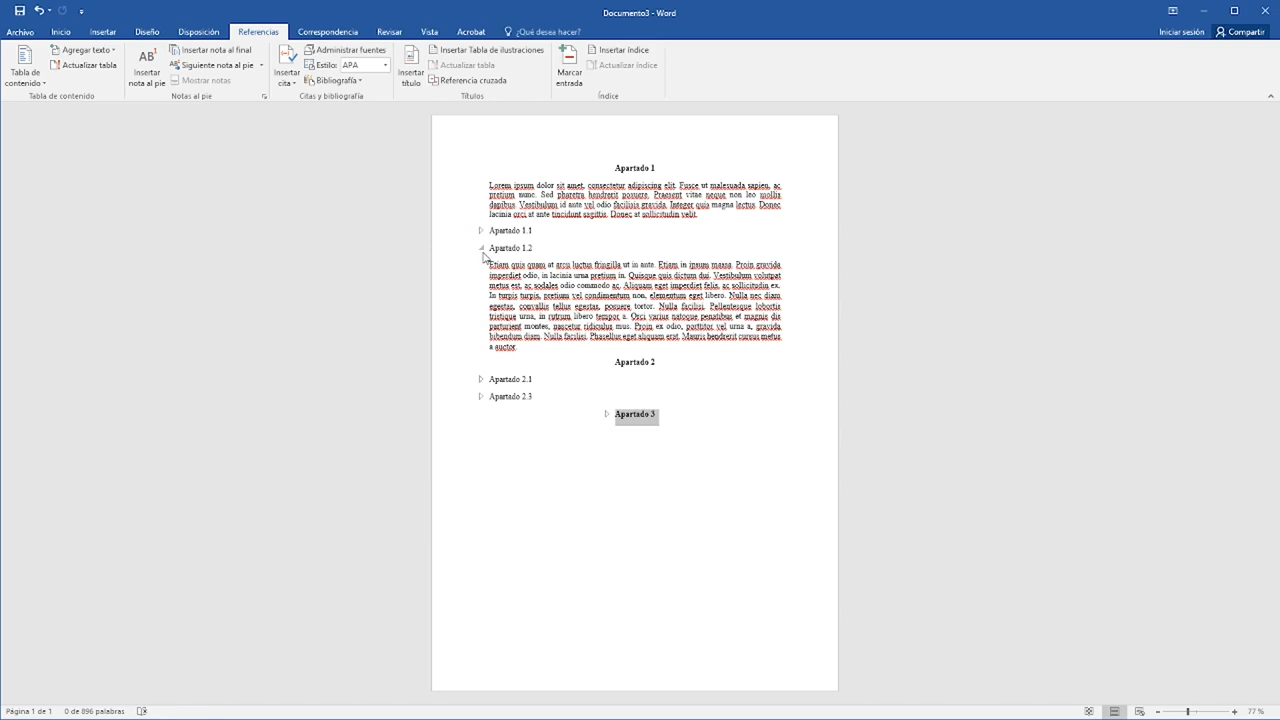 Documento3 - Word
Archivo Inicio Insertar Diseño Disposición Referencias Correspondencia Revisar Vista Acrobat ¿Qué desea hacer? Iniciar sesión Compartir
Tabla de contenido
Agregar texto
Actualizar tabla
Tabla de contenido
AB¹
Insertar nota al pie
Insertar nota al final
Siguiente nota al pie
Mostrar notas
Notas al pie
Insertar cita
Administrar fuentes
Estilo: APA
Bibliografía
Citas y bibliografía
Insertar título
Insertar Tabla de ilustraciones
Actualizar tabla
Referencia cruzada
Títulos
Marcar entrada
Insertar índice
Actualizar índice
Índice
Apartado 1
Lorem ipsum dolor sit amet, consectetur adipiscing elit. Fusce ut malesuada sapien, ac
pretium nunc. Sed pharetra hendrerit posuere. Praesent vitae neque non leo mollis
dapibus. Vestibulum id ante vel odio facilisis gravida. Integer quis magna lectus. Donec
lacinia orci at ante tincidunt sagittis. Donec at sollicitudin velit.
Apartado 1.1
Apartado 1.2
Etiam quis quam at arcu luctus fringilla ut in ante. Etiam in ipsum massa. Proin gravida
imperdiet odio, in lacinia urna pretium in. Quisque quis dictum dui. Vestibulum volutpat
metus est, ac sodales odio commodo ac. Aliquam eget imperdiet felis, ac sollicitudin ex.
In turpis turpis, pretium vel condimentum non, elementum eget libero. Nulla nec diam
egestas, convallis tellus egestas, posuere tortor. Nulla facilisi. Pellentesque lobortis
tristique urna, in rutrum libero tempor a. Orci varius natoque penatibus et magnis dis
parturient montes, nascetur ridiculus mus. Proin ex odio, porttitor vel urna a, gravida
bibendum diam. Nulla facilisi. Phasellus eget aliquam erat. Mauris hendrerit cursus metus
a auctor.
Apartado 2
Apartado 2.1
Apartado 2.3
Apartado 3
Página 1 de 1 0 de 896 palabras 77 %